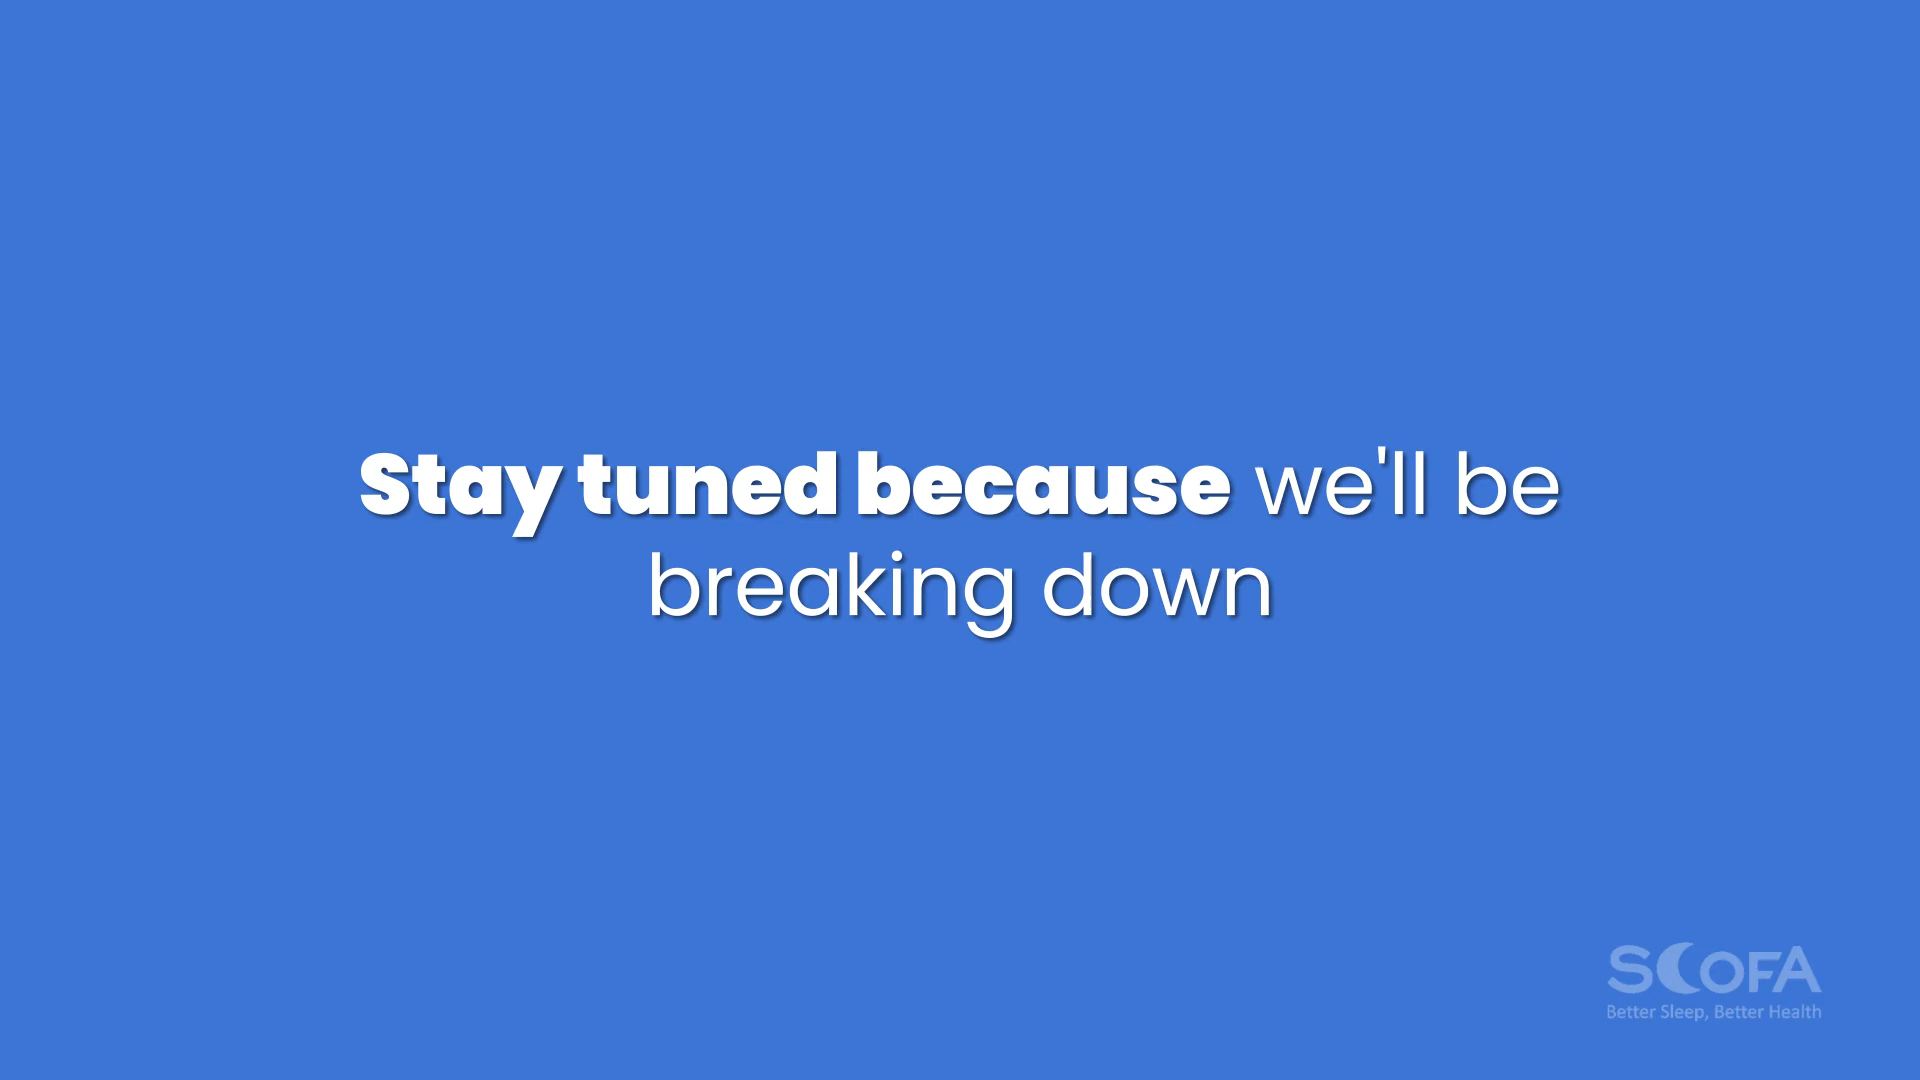 Stay tuned because we'll be
breaking down
SCOFA
Better Sleep, Better Health